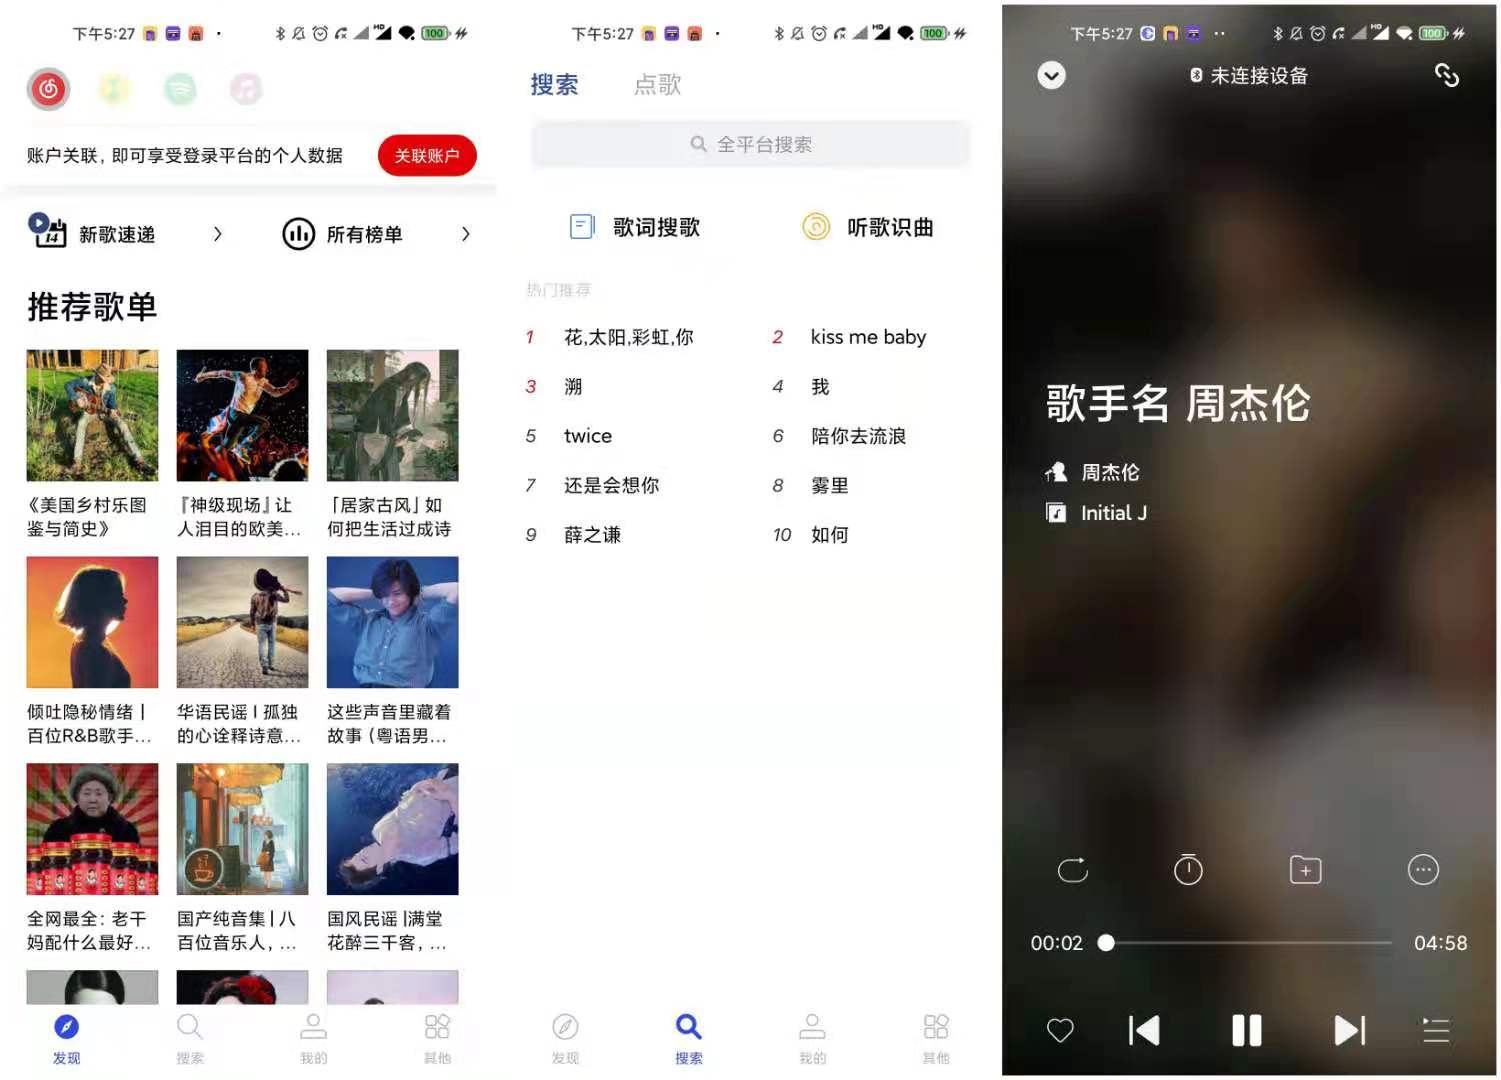 下午5:27
100
账户关联，即可享受登录平台的个人数据
关联账户
14
新歌速递
所有榜单
推荐歌单
《美国乡村乐图
鉴与简史》
『神级现场』让
人泪目的欧美...
「居家古风」如
何把生活过成诗
倾吐隐秘情绪丨
百位R&B歌手...
华语民谣 I 孤独
的心诠释诗意...
这些声音里藏着
故事（粤语男...
全网最全：老干
妈配什么最好...
国产纯音集 | 八
百位音乐人，...
国风民谣 |满堂
花醉三千客，...
发现
搜索
我的
其他
下午5:27
HD
100
搜索
点歌
全平台搜索
歌词搜歌
听歌识曲
热门推荐
1 花,太阳,彩虹,你
2 kiss me baby
3 溯
4 我
5 twice
6 陪你去流浪
7 还是会想你
8 雾里
9 薛之谦
10 如何
发现
搜索
我的
其他
下午5:27
HD
100
未连接设备
歌手名 周杰伦
周杰伦
Initial J
00:02
04:58